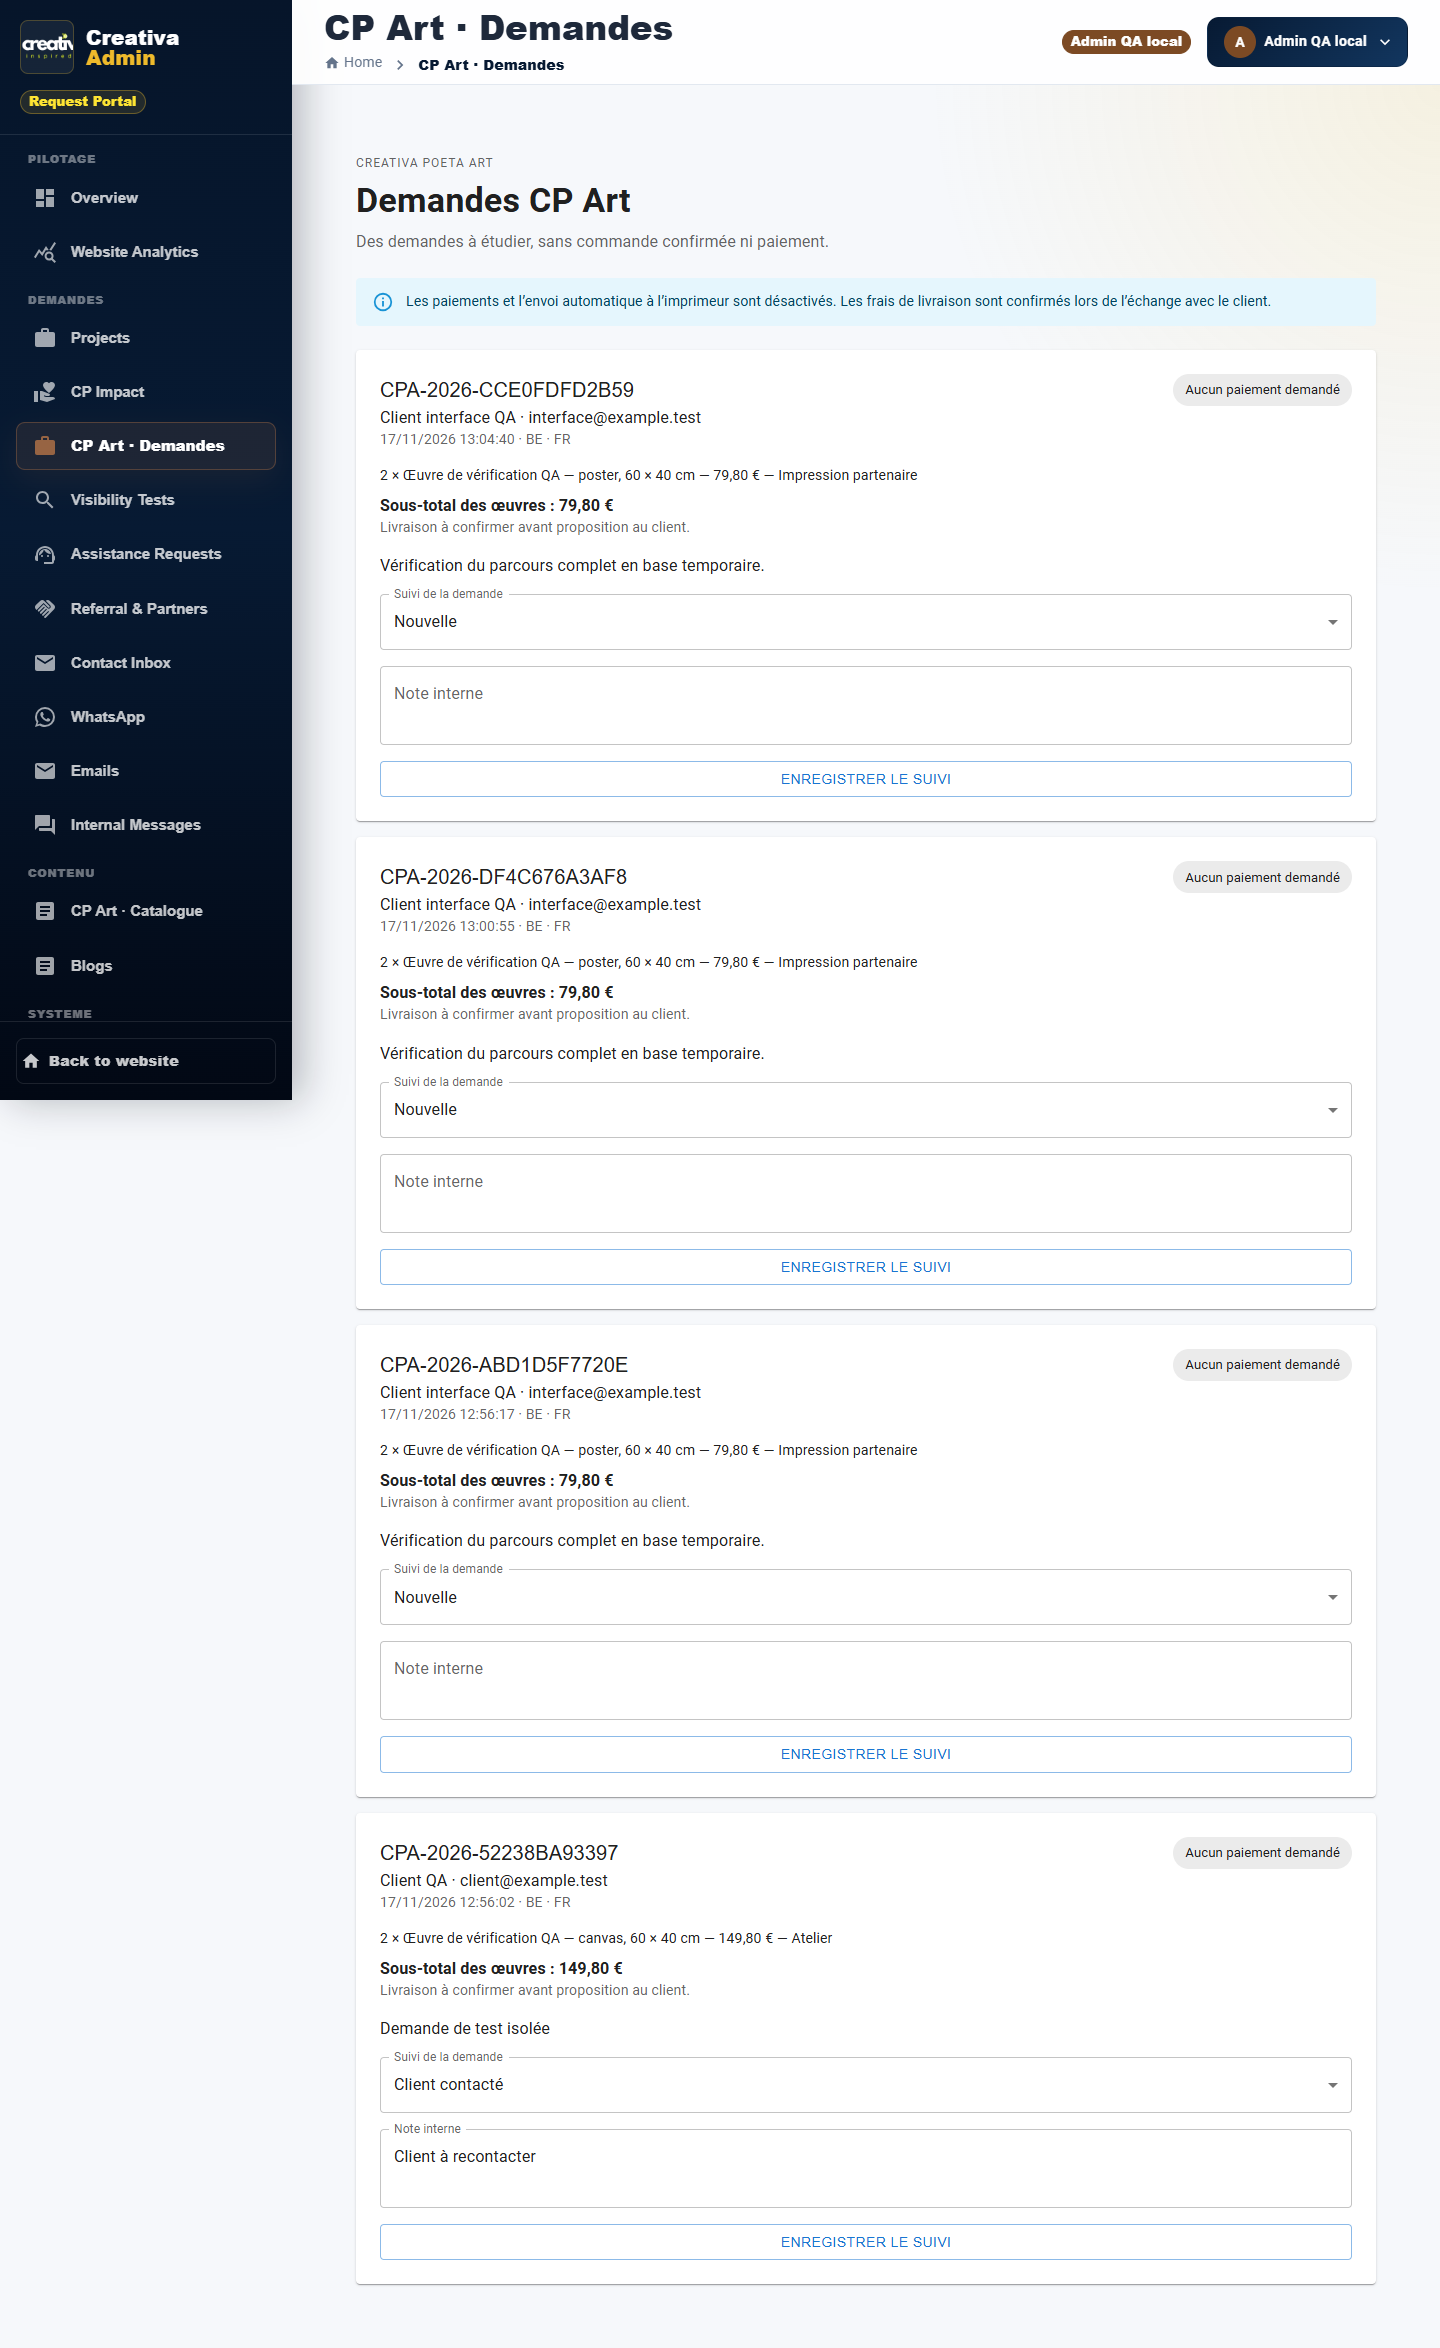 creativ
inspired
Creativa
Admin
Request Portal
PILOTAGE
Overview
Website Analytics
DEMANDES
Projects
CP Impact
CP Art · Demandes
Visibility Tests
Assistance Requests
Referral & Partners
Contact Inbox
WhatsApp
Emails
Internal Messages
CONTENU
CP Art · Catalogue
Blogs
SYSTEME
Back to website
CP Art · Demandes
Home > CP Art · Demandes
Admin QA local
A Admin QA local
CREATIVA POETA ART
Demandes CP Art
Des demandes à étudier, sans commande confirmée ni paiement.
Les paiements et l’envoi automatique à l’imprimeur sont désactivés. Les frais de livraison sont confirmés lors de l’échange avec le client.
CPA-2026-CCE0FDFD2B59
Aucun paiement demandé
Client interface QA · interface@example.test
17/11/2026 13:04:40 · BE · FR
2 × Œuvre de vérification QA — poster, 60 × 40 cm — 79,80 € — Impression partenaire
Sous-total des œuvres : 79,80 €
Livraison à confirmer avant proposition au client.
Vérification du parcours complet en base temporaire.
Suivi de la demande
Nouvelle
Note interne
ENREGISTRER LE SUIVI
CPA-2026-DF4C676A3AF8
Aucun paiement demandé
Client interface QA · interface@example.test
17/11/2026 13:00:55 · BE · FR
2 × Œuvre de vérification QA — poster, 60 × 40 cm — 79,80 € — Impression partenaire
Sous-total des œuvres : 79,80 €
Livraison à confirmer avant proposition au client.
Vérification du parcours complet en base temporaire.
Suivi de la demande
Nouvelle
Note interne
ENREGISTRER LE SUIVI
CPA-2026-ABD1D5F7720E
Aucun paiement demandé
Client interface QA · interface@example.test
17/11/2026 12:56:17 · BE · FR
2 × Œuvre de vérification QA — poster, 60 × 40 cm — 79,80 € — Impression partenaire
Sous-total des œuvres : 79,80 €
Livraison à confirmer avant proposition au client.
Vérification du parcours complet en base temporaire.
Suivi de la demande
Nouvelle
Note interne
ENREGISTRER LE SUIVI
CPA-2026-52238BA93397
Aucun paiement demandé
Client QA · client@example.test
17/11/2026 12:56:02 · BE · FR
2 × Œuvre de vérification QA — canvas, 60 × 40 cm — 149,80 € — Atelier
Sous-total des œuvres : 149,80 €
Livraison à confirmer avant proposition au client.
Demande de test isolée
Suivi de la demande
Client contacté
Note interne
Client à recontacter
ENREGISTRER LE SUIVI